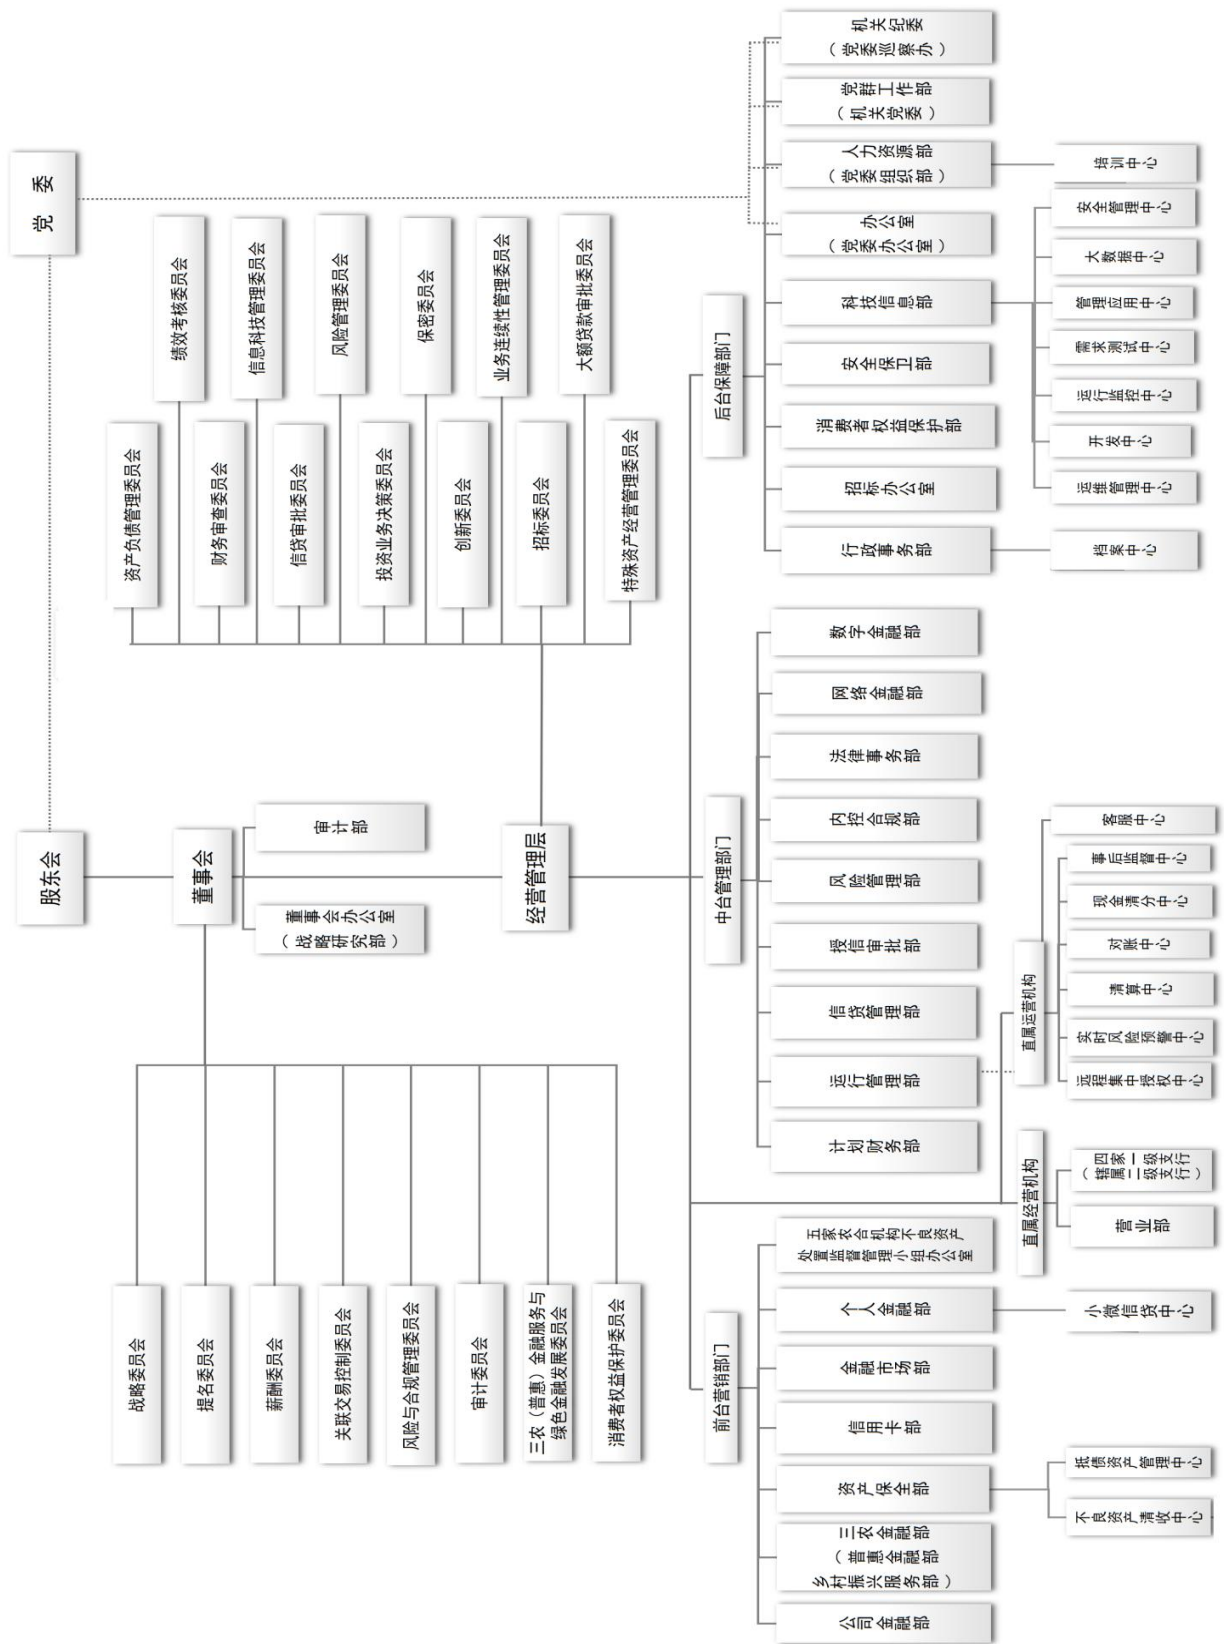 党 委
股东会
董事会
董事会办公室
(战略研究部)
审计部
经营管理层
战略委员会
提名委员会
薪酬委员会
关联交易控制委员会
风险与合规管理委员会
审计委员会
三农(普惠)金融服务与
绿色金融发展委员会
消费者权益保护委员会
资产负债管理委员会
绩效考核委员会
财务审查委员会
信息科技管理委员会
信贷审批委员会
风险管理委员会
投资业务决策委员会
保密委员会
创新委员会
业务连续性管理委员会
招标委员会
大额贷款审批委员会
特殊资产经营管理委员会
前台营销部门
中台管理部门
后台保障部门
公司金融部
三农金融部
(普惠金融部
乡村振兴服务部)
资产保全部
信用卡部
金融市场部
个人金融部
五家农合机构不良资产
处置监督管理小组办公室
计划财务部
运行管理部
信贷管理部
授信审批部
风险管理部
内控合规部
法律事务部
网络金融部
数字金融部
行政事务部
招标办公室
消费者权益保护部
安全保卫部
科技信息部
办公室
(党委办公室)
人力资源部
(党委组织部)
党群工作部
(机关党委)
机关纪委
(党委巡察办)
直属经营机构
直属运营机构
不良资产清收中心
抵债资产管理中心
小微信贷中心
营业部
四家一级支行
(辖属二级支行)
远程集中授权中心
实时风险预警中心
清算中心
对账中心
现金清分中心
事后监督中心
客服中心
档案中心
运维管理中心
开发中心
运行监控中心
需求测试中心
管理应用中心
大数据中心
安全管理中心
培训中心